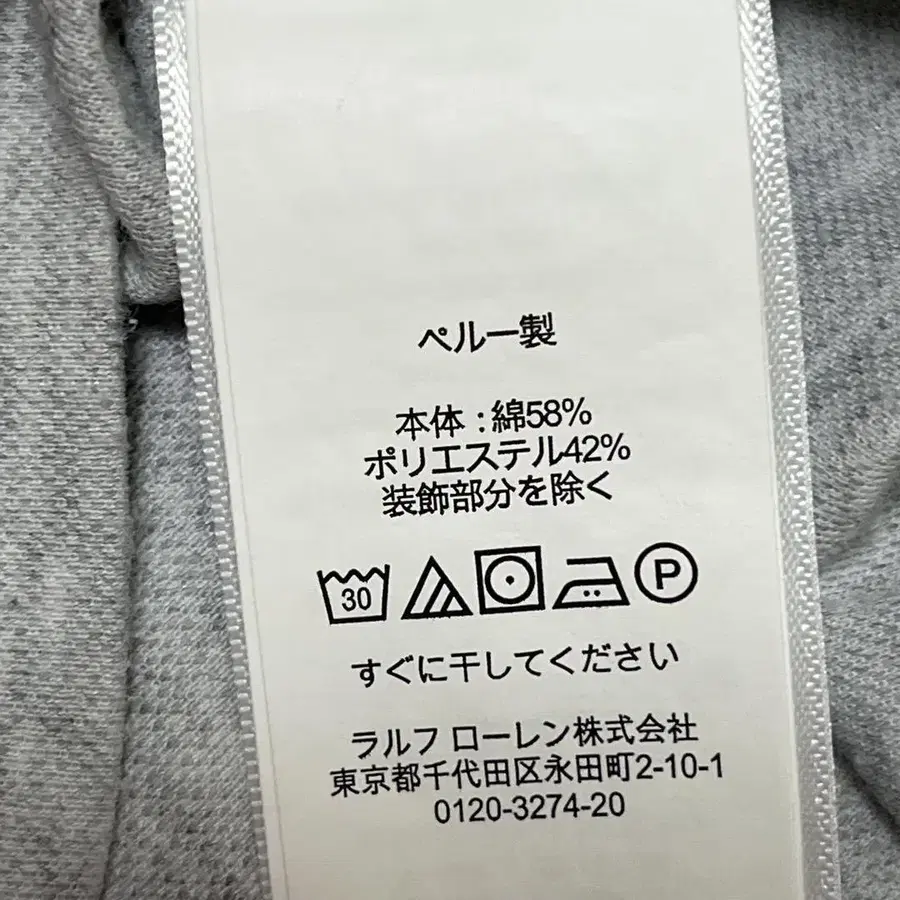 ペルー製
本体 : 綿58%
ポリエステル42%
装飾部分を除く
30 P
すぐに干してください
ラルフ ローレン株式会社
東京都千代田区永田町2-10-1
0120-3274-20